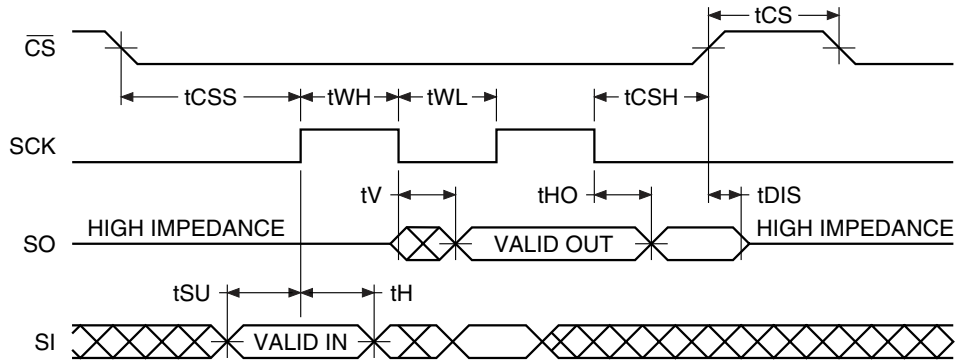 tCS
C̅S̅
tCSS tWH tWL tCSH
SCK
tV tHO tDIS
HIGH IMPEDANCE HIGH IMPEDANCE
SO VALID OUT
tSU tH
SI VALID IN